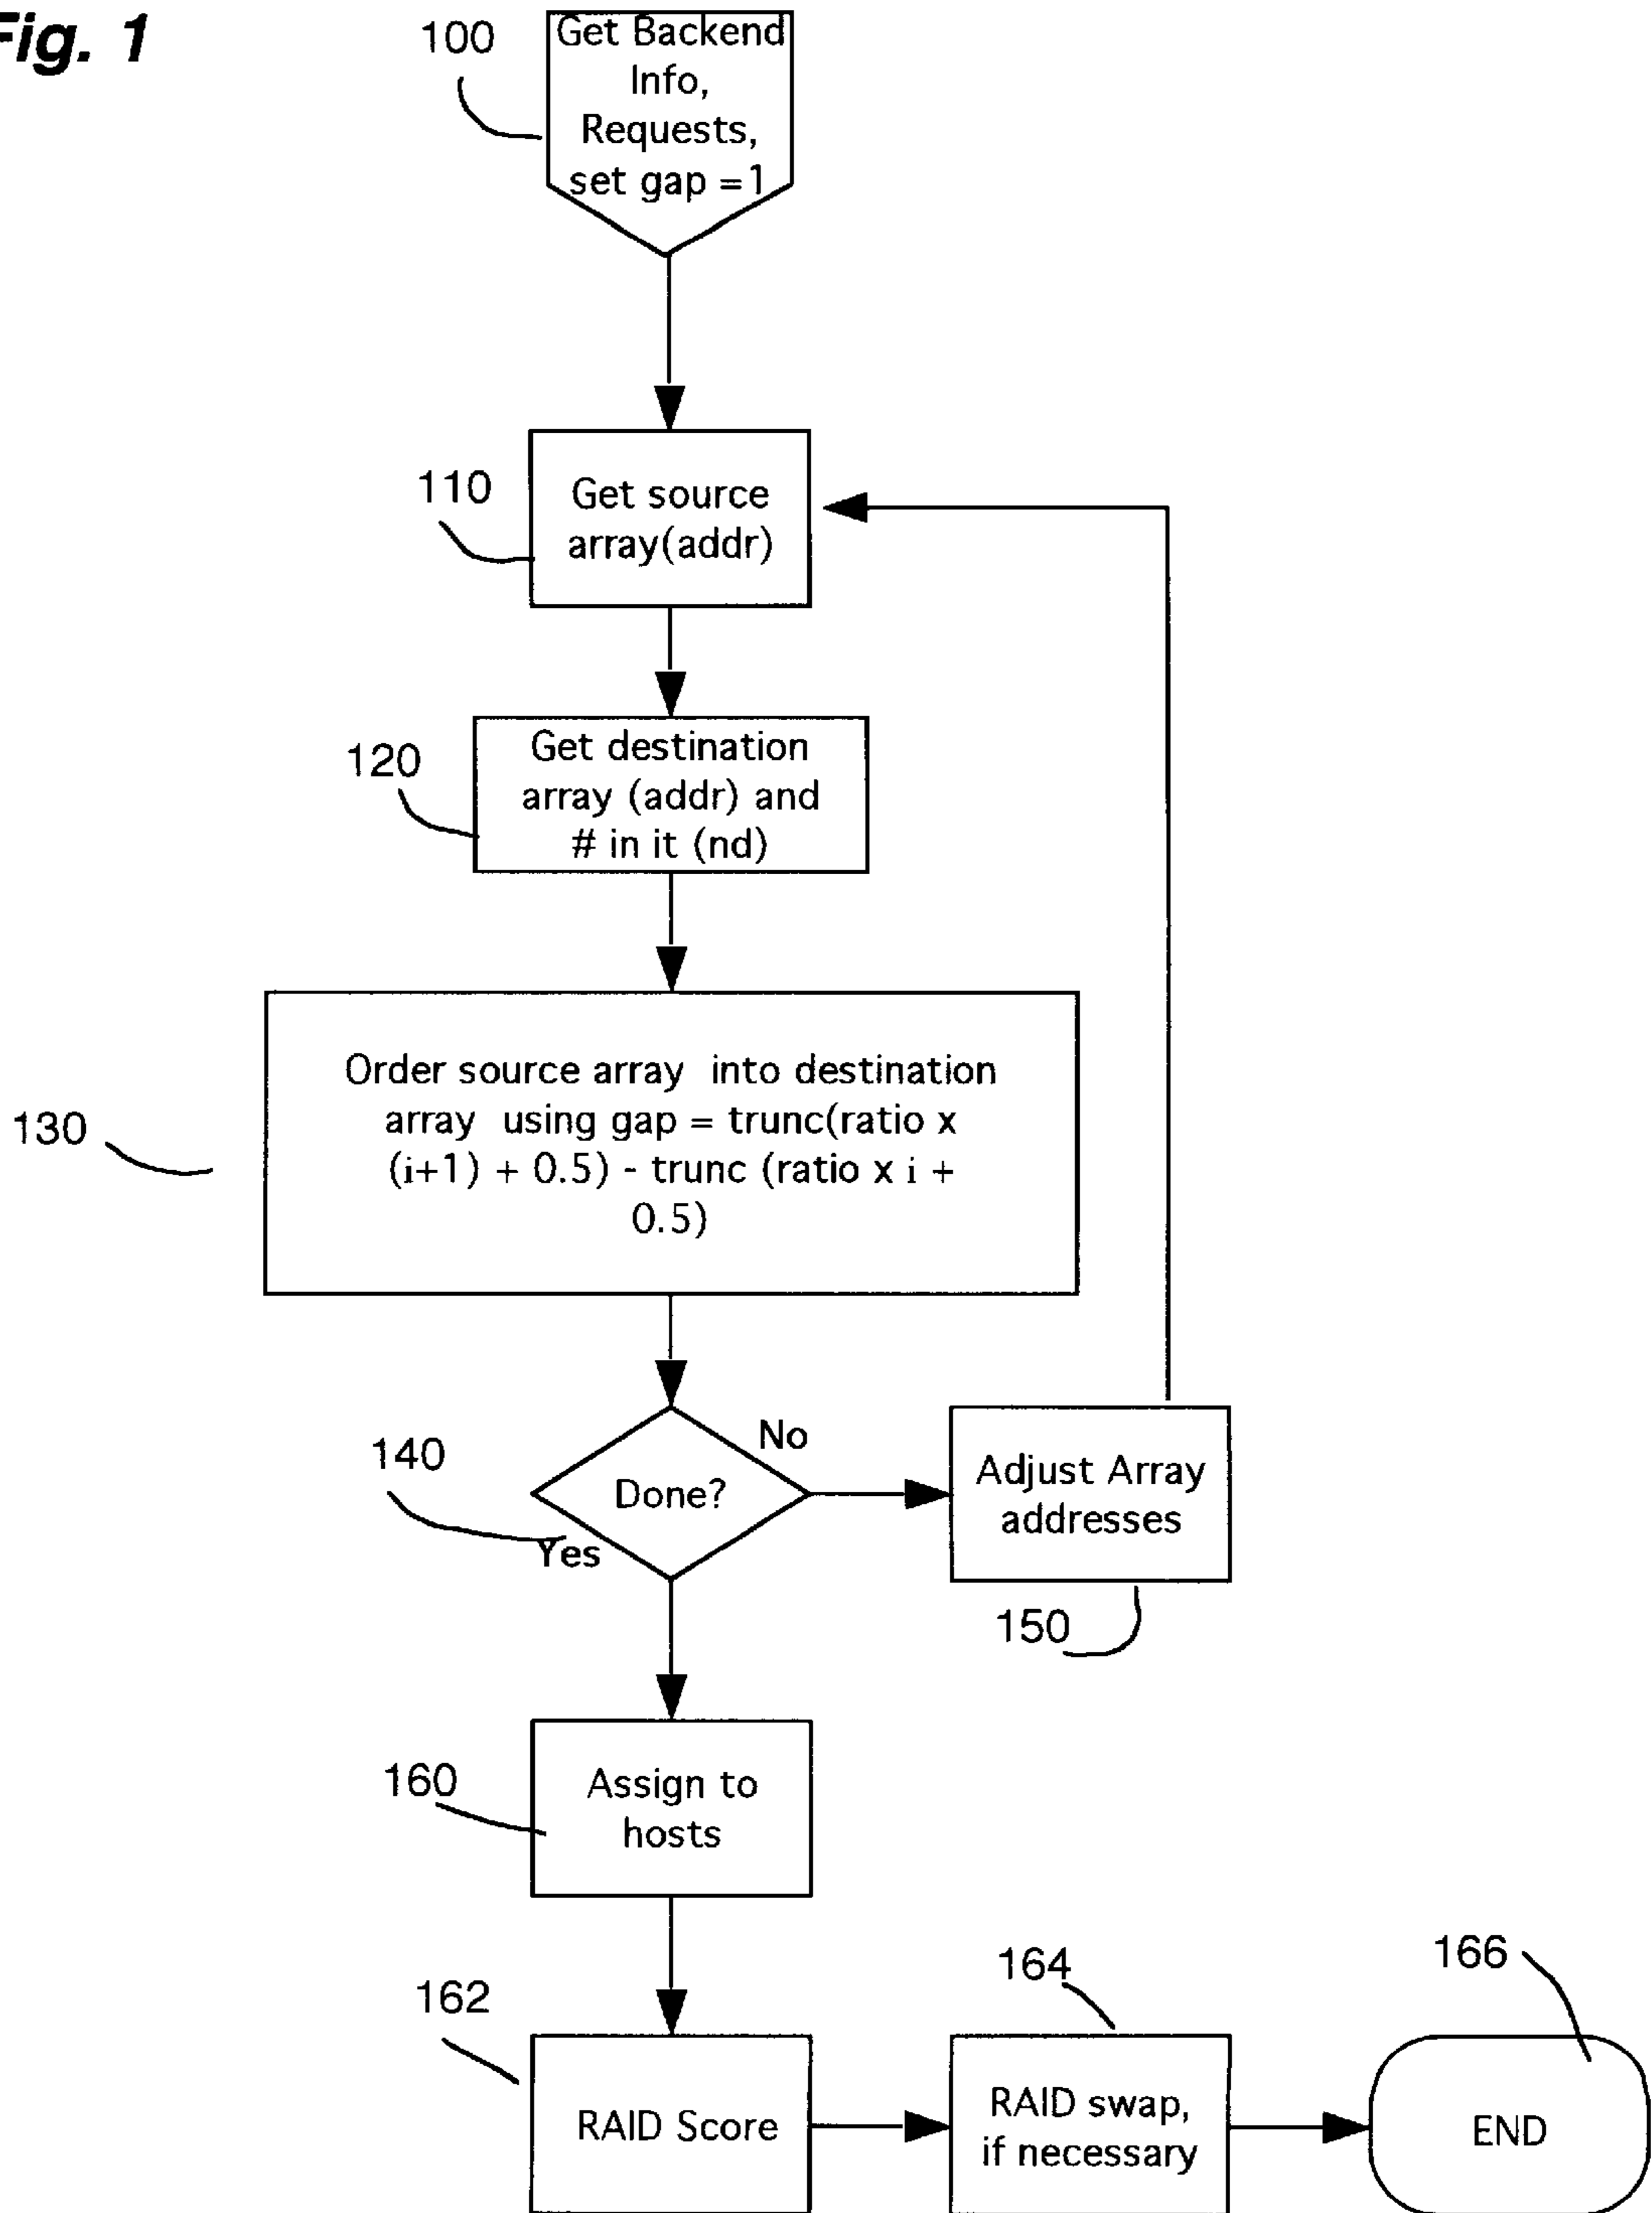 Fig. 1
100
Get Backend
Info,
Requests,
set gap =1
110
Get source
array(addr)
120
Get destination
array (addr) and
# in it (nd)
130
Order source array into destination
array using gap = trunc(ratio x
(i+1) + 0.5) - trunc (ratio x i +
0.5)
140
Done?
No
Yes
Adjust Array
addresses
150
160
Assign to
hosts
162
RAID Score
164
RAID swap,
if necessary
166
END